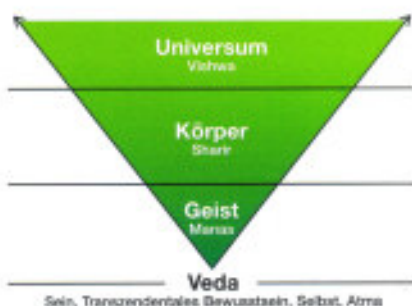 Universum
Vishwa
Körper
Sharir
Geist
Manas
Veda
Sein, Transzendentales Bewusstsein, Selbst, Atma